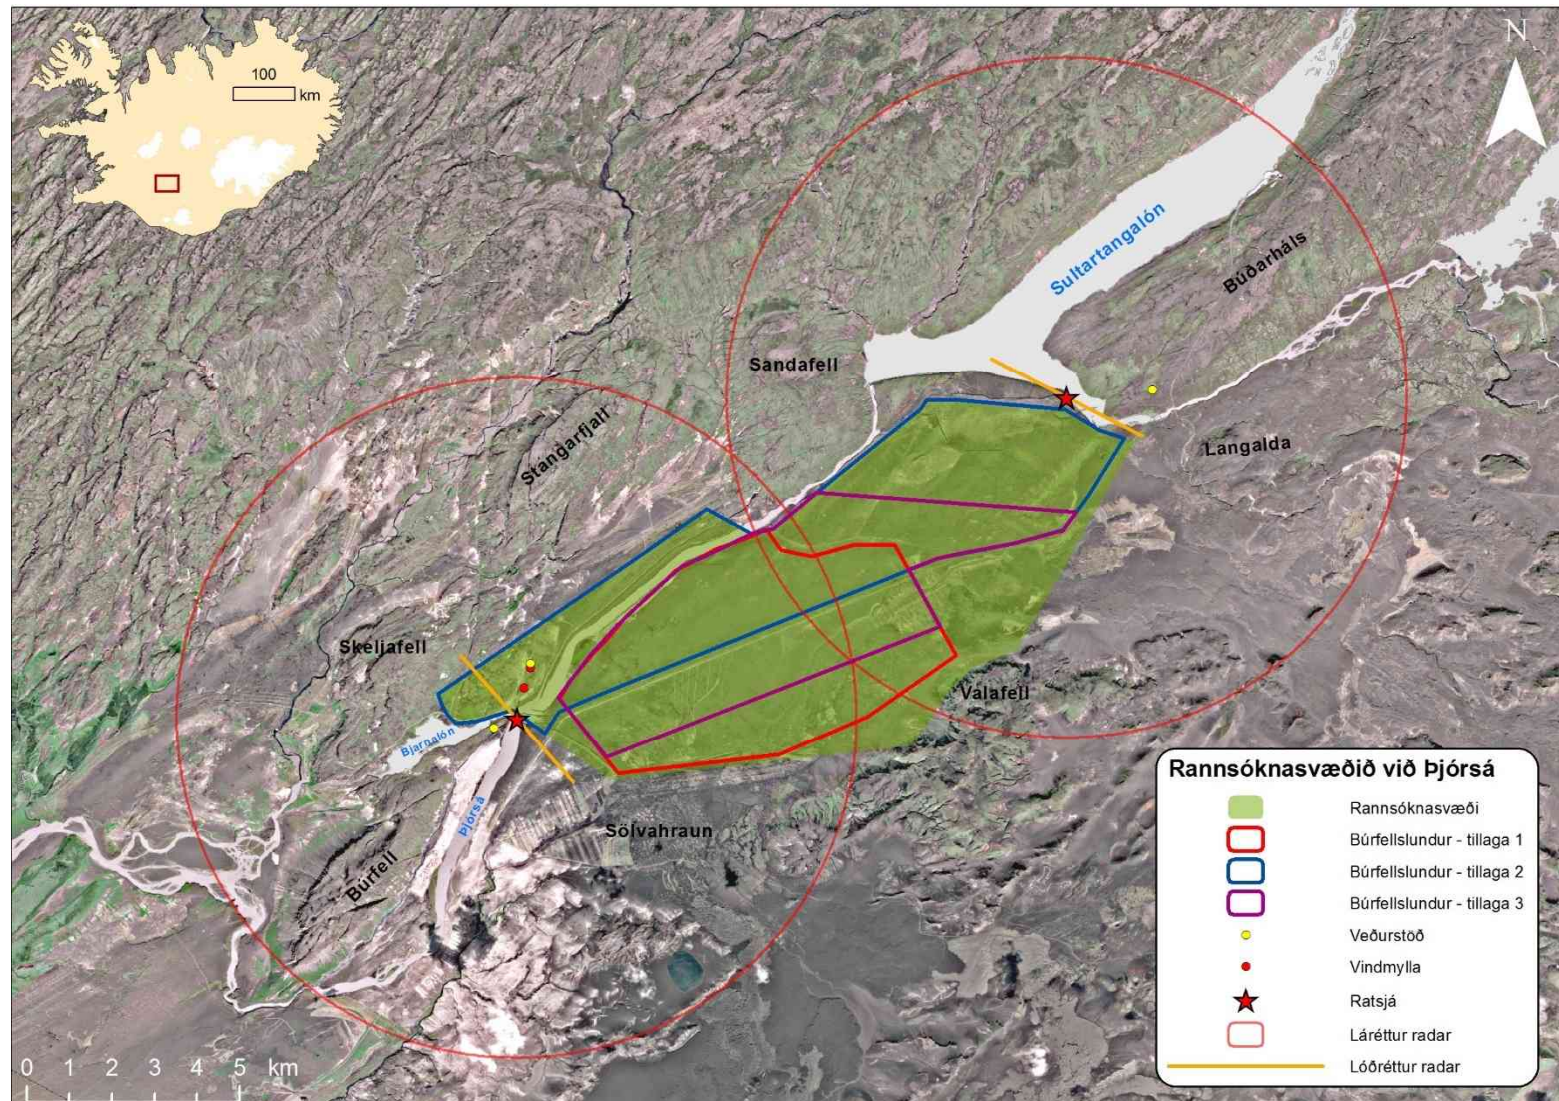 N
100
km
Sultartangalón
Búðarháls
Sandafell
Stangarfjall
Langalda
Skeljafell
Valafell
Bjarnalón
Þjórsá
Sölvahraun
Búrfell
Rannsóknasvæðið við Þjórsá
Rannsóknasvæði
Búrfellslundur - tillaga 1
Búrfellslundur - tillaga 2
Búrfellslundur - tillaga 3
Veðurstöð
Vindmylla
Ratsjá
Láréttur radar
Lóðréttur radar
0 1 2 3 4 5 km